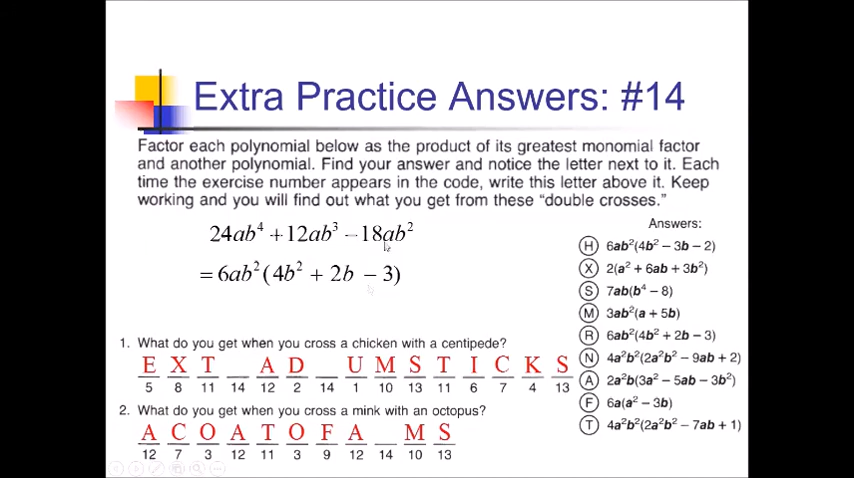 Extra Practice Answers: #14
Factor each polynomial below as the product of its greatest monomial factor
and another polynomial. Find your answer and notice the letter next to it. Each
time the exercise number appears in the code, write this letter above it. Keep
working and you will find out what you get from these “double crosses.”
24ab⁴ +12ab³ −18ab²
= 6ab²(4b² + 2b − 3)
Answers:
H 6ab²(4b² − 3b − 2)
X 2(a² + 6ab + 3b²)
S 7ab(b⁴ − 8)
M 3ab²(a + 5b)
R 6ab²(4b² + 2b − 3)
N 4a²b²(2a²b² − 9ab + 2)
A 2a²b(3a² − 5ab − 3b²)
F 6a(a² − 3b)
T 4a²b²(2a²b² − 7ab + 1)
1. What do you get when you cross a chicken with a centipede?
E X T _ A D _ U M S T I C K S
5 8 11 14 12 2 14 1 10 13 11 6 7 4 13
2. What do you get when you cross a mink with an octopus?
A C O A T O F A _ M S
12 7 3 12 11 3 9 12 14 10 13